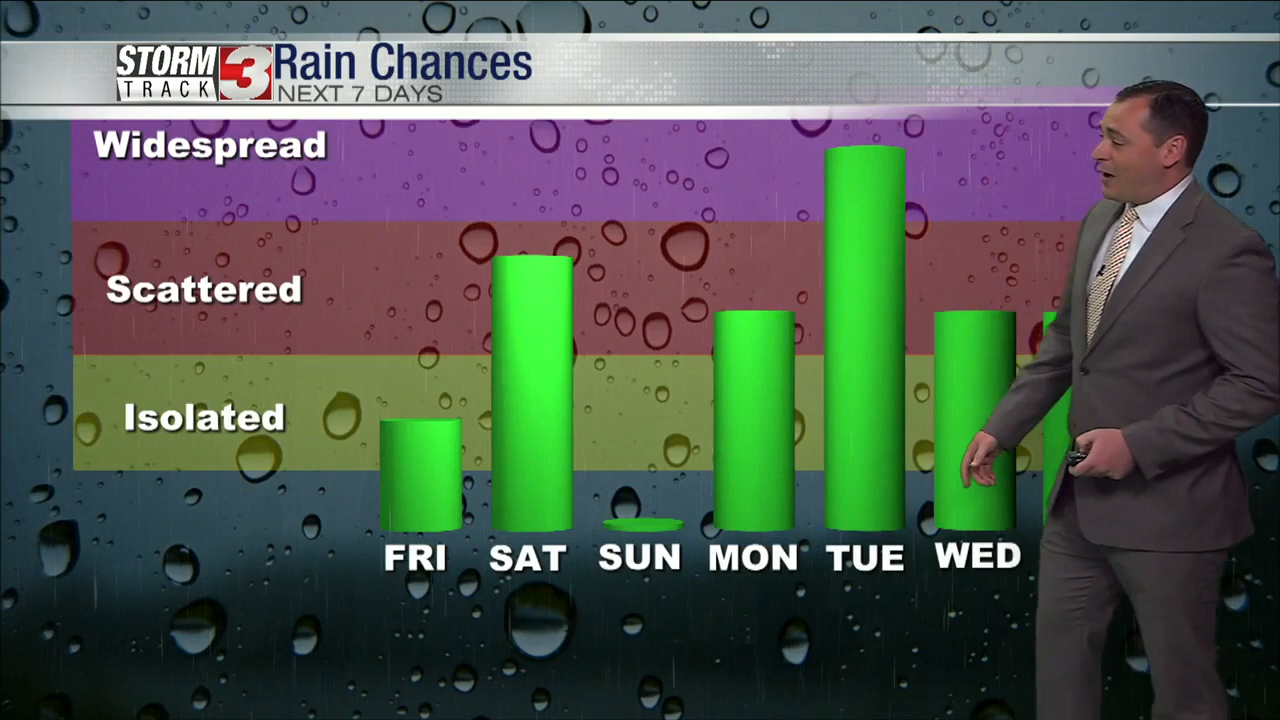 STORM
TRACK 3
Rain Chances
NEXT 7 DAYS
Widespread
Scattered
Isolated
FRI SAT SUN MON TUE WED